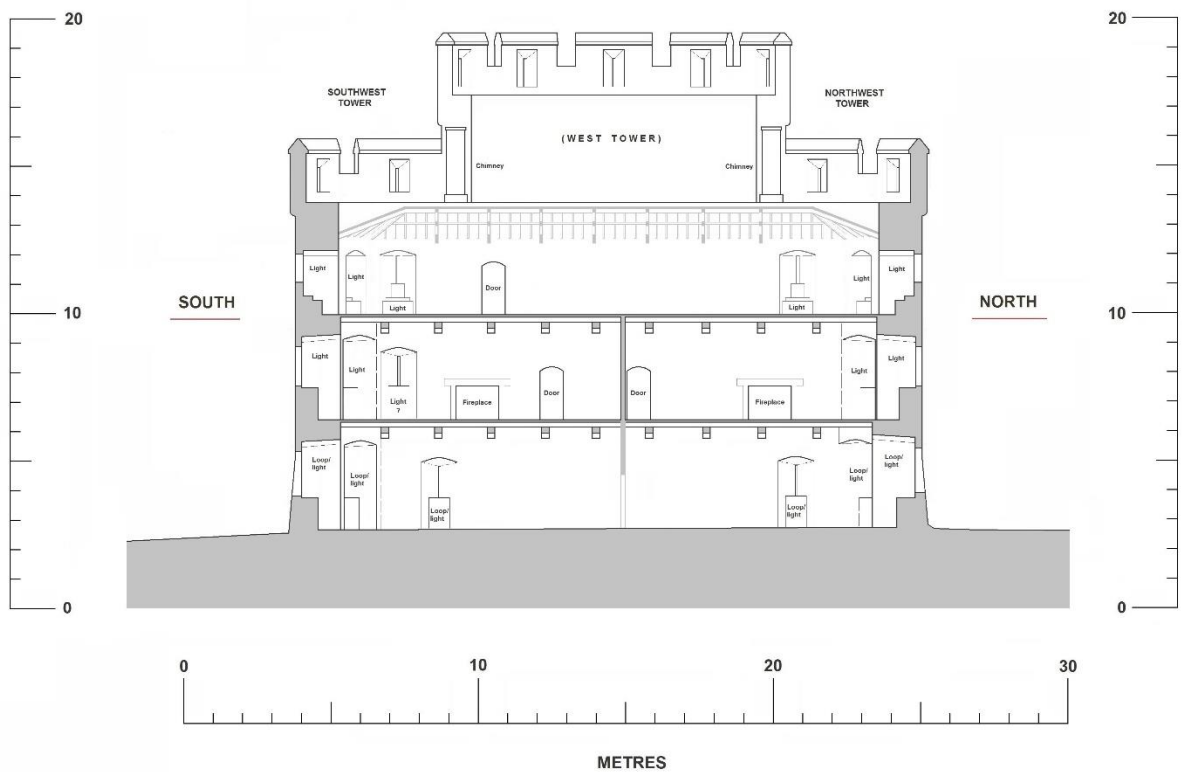 20
20
SOUTHWEST
TOWER
NORTHWEST
TOWER
(WEST TOWER)
Chimney
Chimney
Light
Light
Light
Door
Light
Light
Light
SOUTH
NORTH
10
10
Light
Light
Light
?
Fireplace
Door
Door
Fireplace
Light
Light
Loop/
light
Loop/
light
Loop/
light
Loop/
light
Loop/
light
Loop/
light
0
0
0
10
20
30
METRES